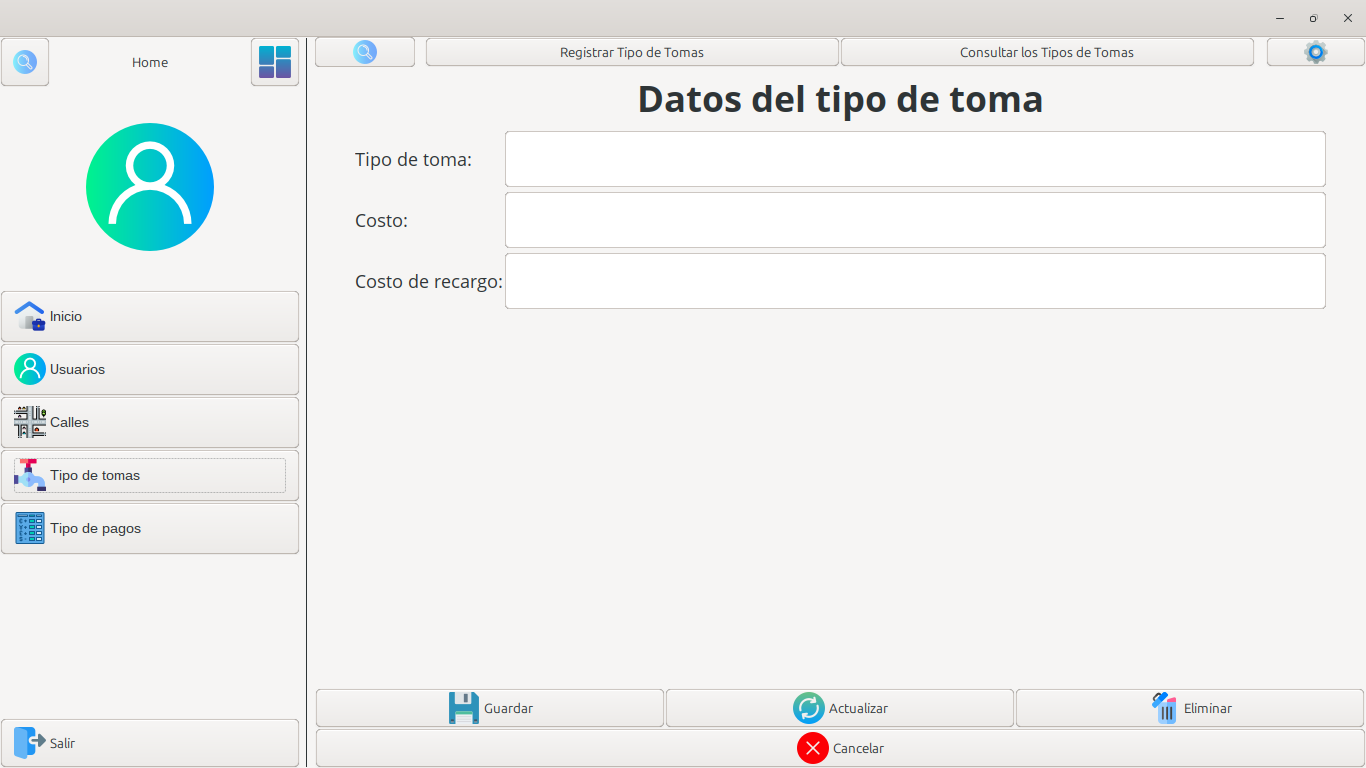 Home
Registrar Tipo de Tomas
Consultar los Tipos de Tomas
Datos del tipo de toma
Tipo de toma:
Costo:
Costo de recargo:
Inicio
Usuarios
Calles
Tipo de tomas
Tipo de pagos
Salir
Guardar
Actualizar
Eliminar
Cancelar